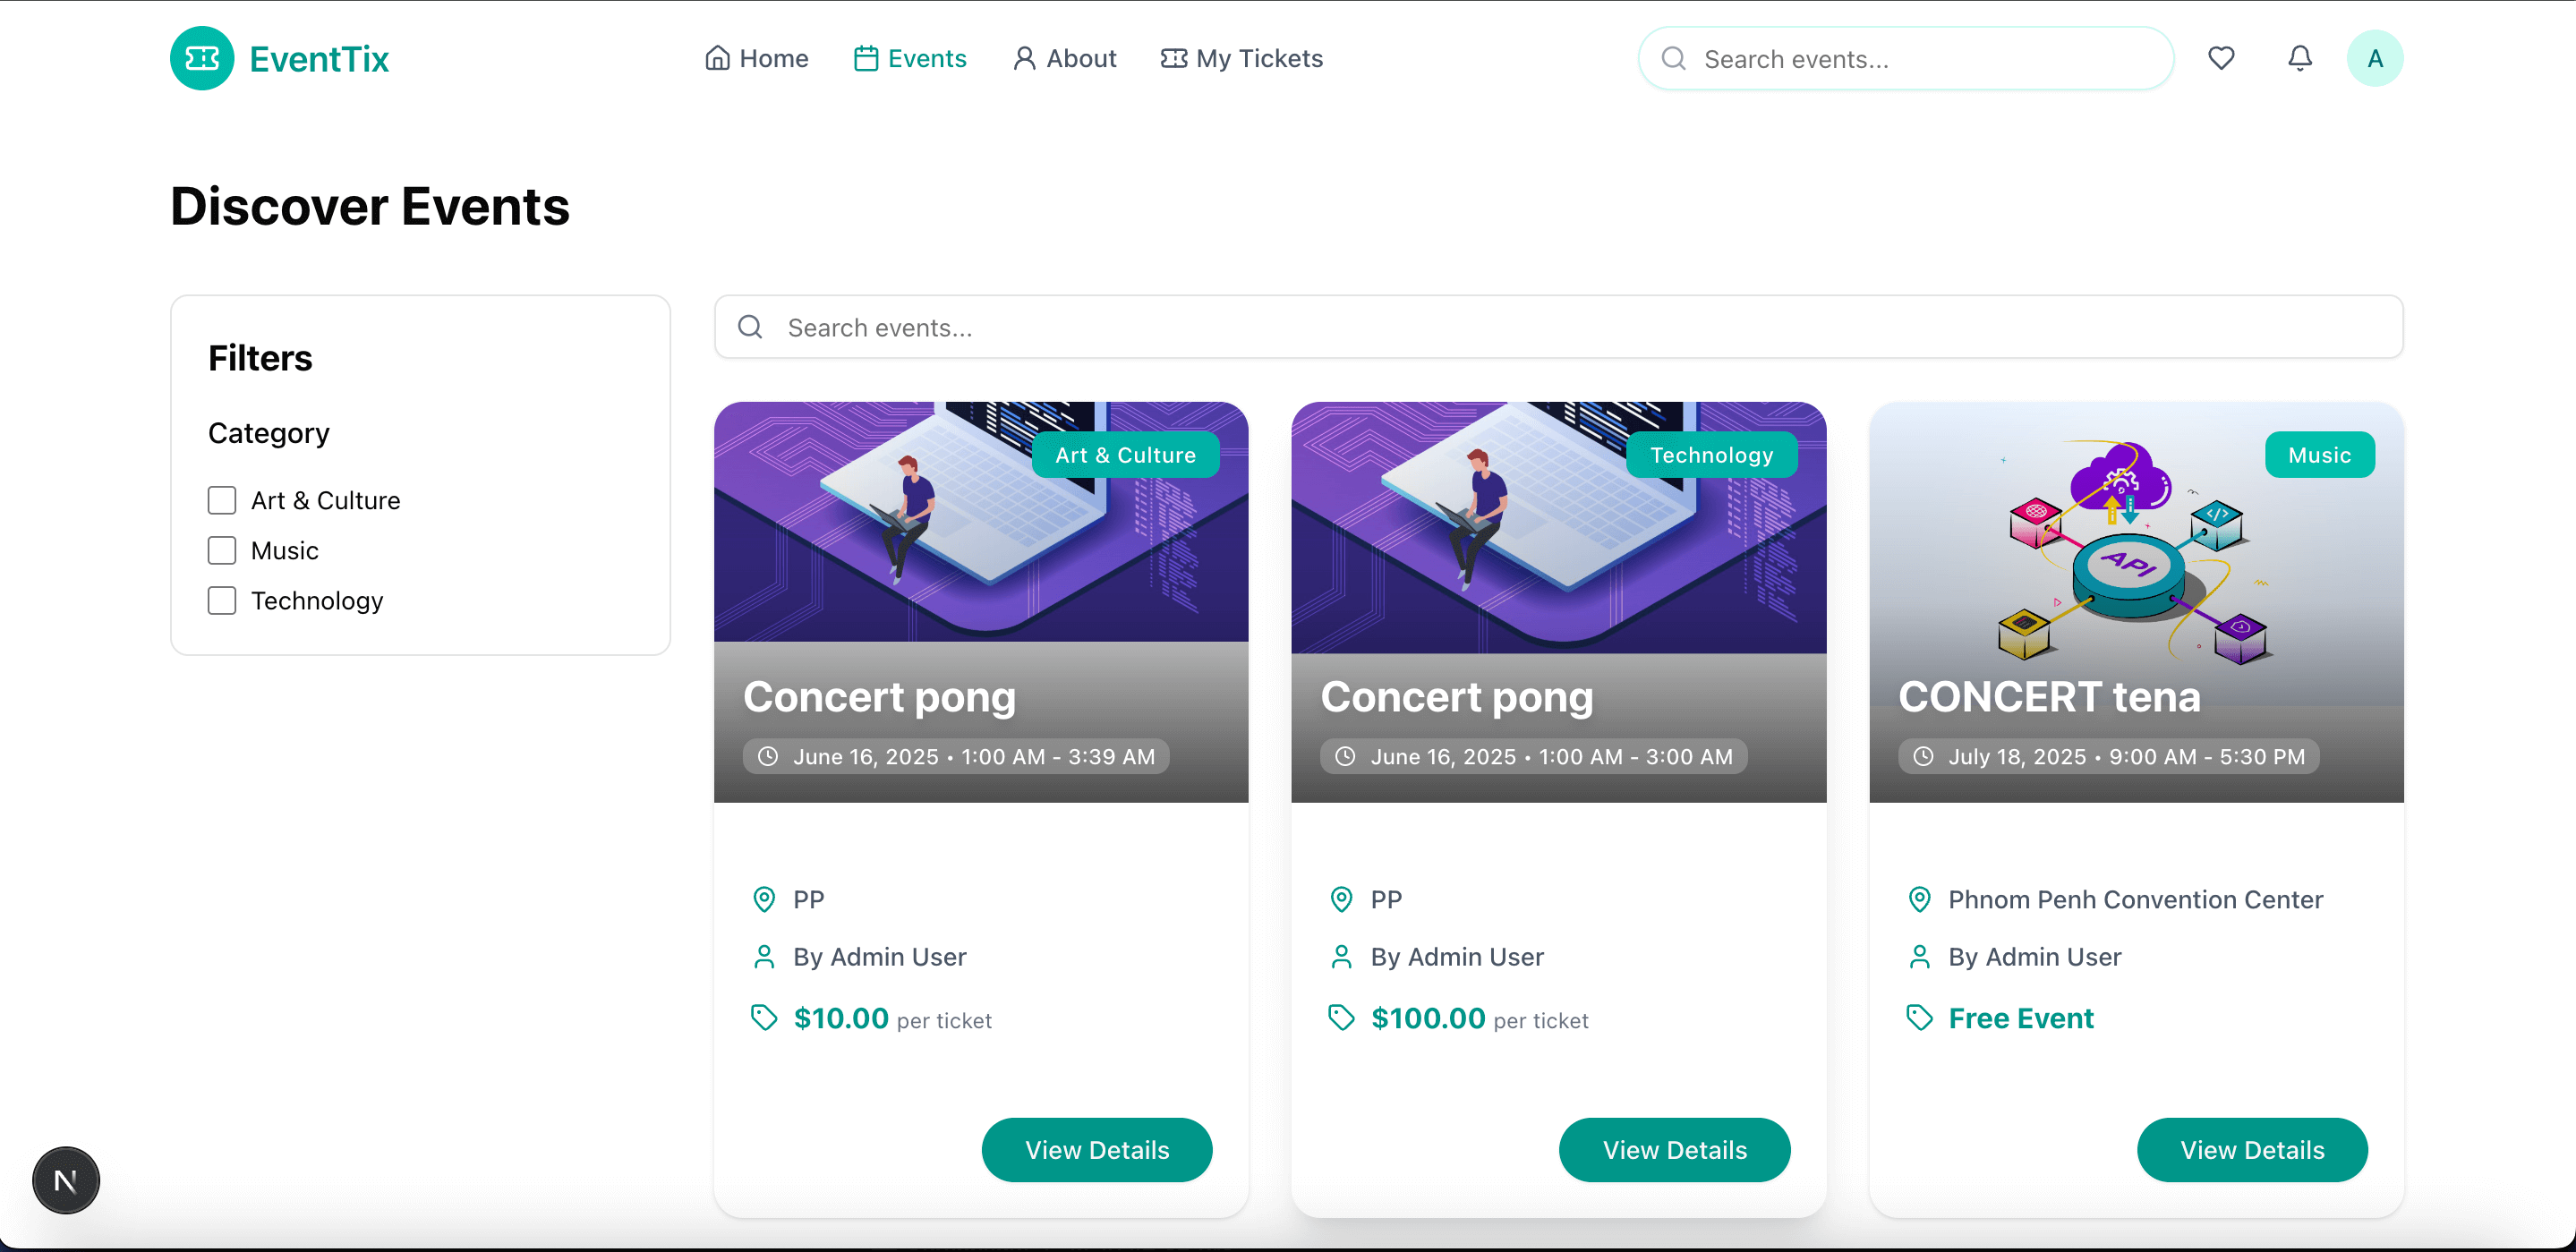 EventTix
Home Events About My Tickets
Search events...
A
Discover Events
Filters
Category
Art & Culture
Music
Technology
Search events...
Art & Culture
Concert pong
June 16, 2025 • 1:00 AM - 3:39 AM
PP
By Admin User
$10.00 per ticket
View Details
Technology
Concert pong
June 16, 2025 • 1:00 AM - 3:00 AM
PP
By Admin User
$100.00 per ticket
View Details
Music
API
</>
CONCERT tena
July 18, 2025 • 9:00 AM - 5:30 PM
Phnom Penh Convention Center
By Admin User
Free Event
View Details
N